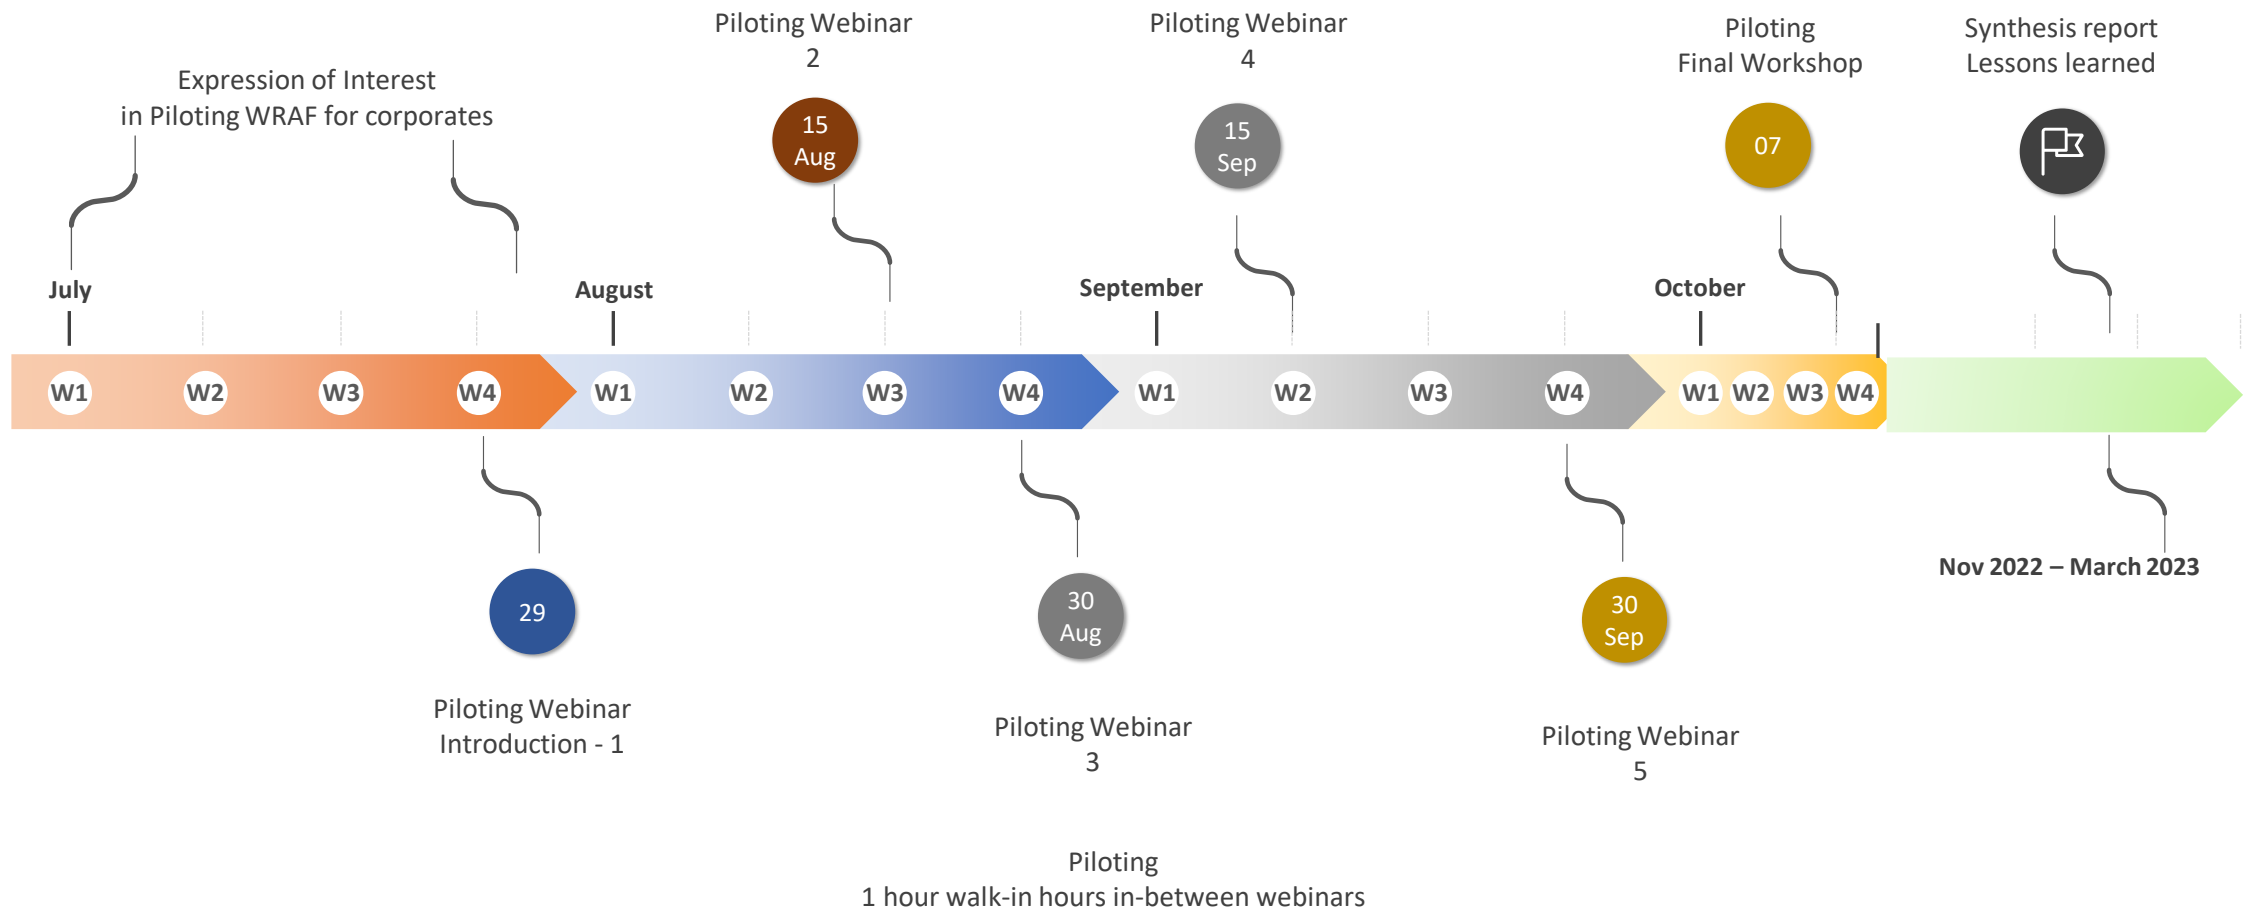 Piloting Webinar
2
Piloting Webinar
4
Piloting
Final Workshop
Synthesis report
Lessons learned
Expression of Interest
in Piloting WRAF for corporates
15
Aug
15
Sep
07
July
August
September
October
W1
W2
W3
W4
W1
W2
W3
W4
W1
W2
W3
W4
W1
W2
W3
W4
29
30
Aug
30
Sep
Nov 2022 – March 2023
Piloting Webinar
Introduction - 1
Piloting Webinar
3
Piloting Webinar
5
Piloting
1 hour walk-in hours in-between webinars